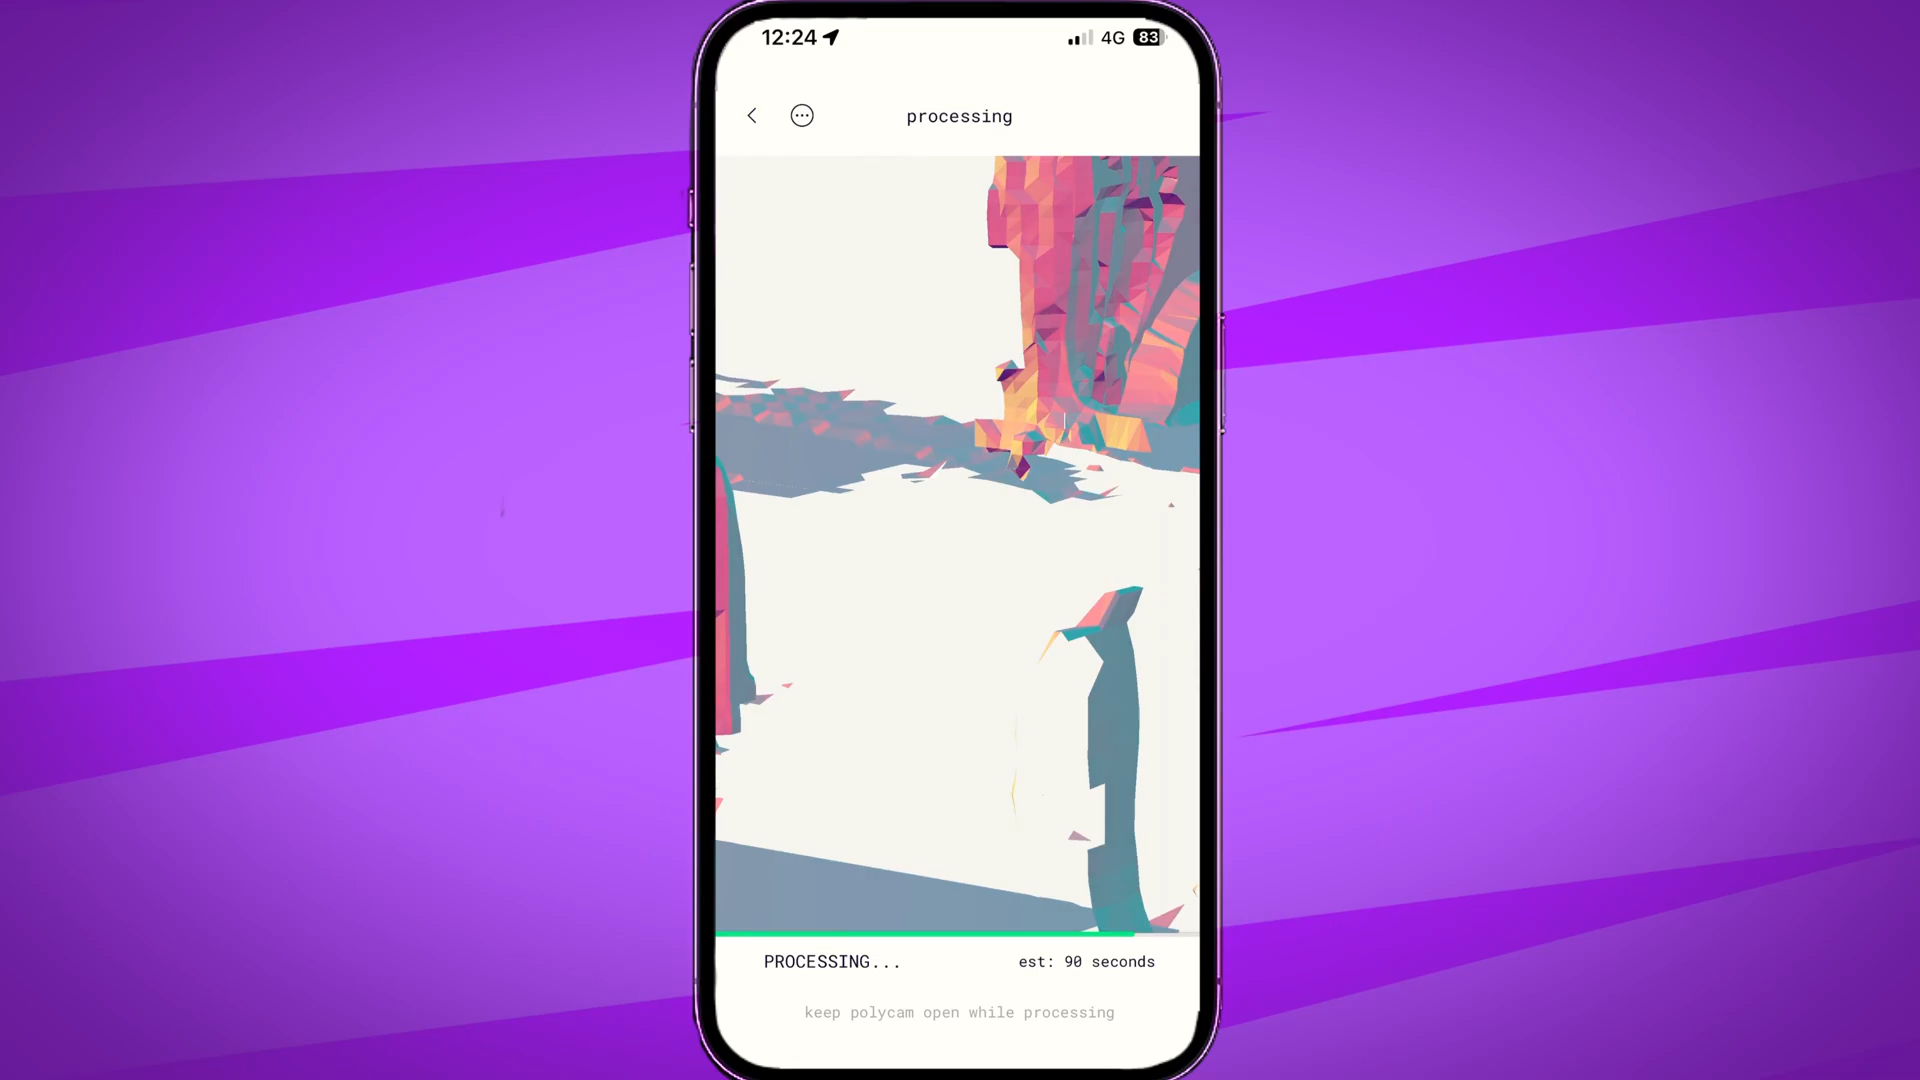 12:24 4G 83
processing
PROCESSING... est: 90 seconds
keep polycam open while processing